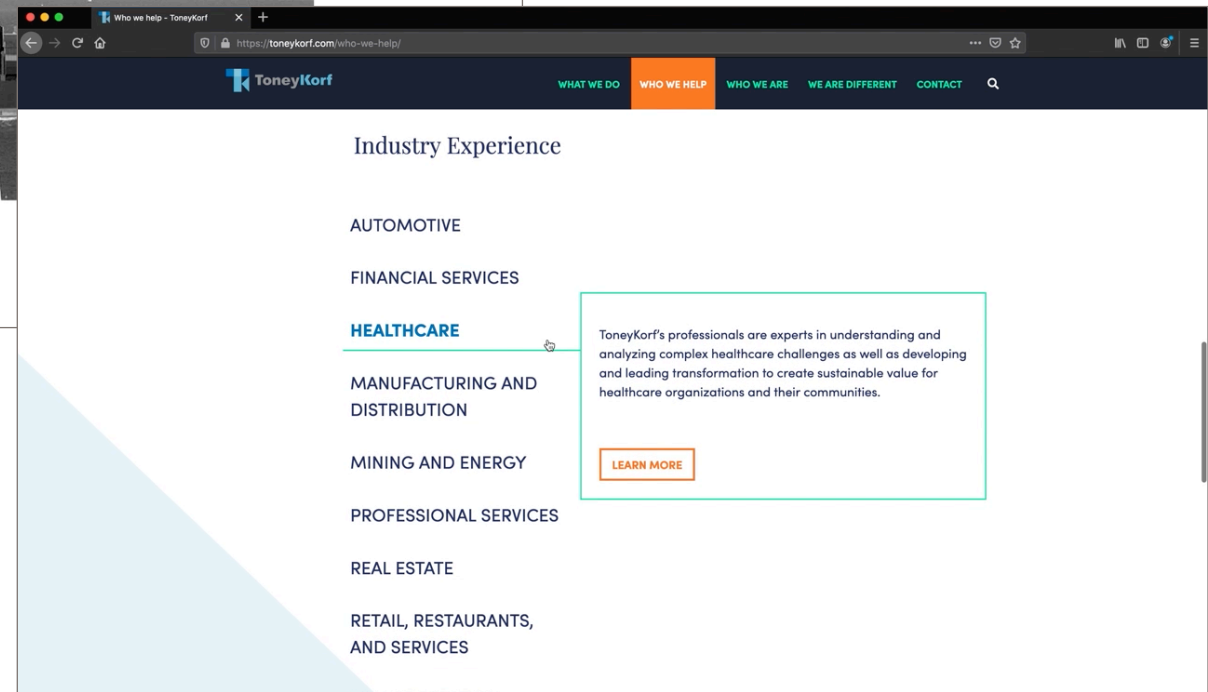 Who we help - ToneyKorf
https://toneykorf.com/who-we-help/
ToneyKorf
WHAT WE DO
WHO WE HELP
WHO WE ARE
WE ARE DIFFERENT
CONTACT
Industry Experience
AUTOMOTIVE
FINANCIAL SERVICES
HEALTHCARE
ToneyKorf's professionals are experts in understanding and
analyzing complex healthcare challenges as well as developing
and leading transformation to create sustainable value for
healthcare organizations and their communities.
LEARN MORE
MANUFACTURING AND
DISTRIBUTION
MINING AND ENERGY
PROFESSIONAL SERVICES
REAL ESTATE
RETAIL, RESTAURANTS,
AND SERVICES